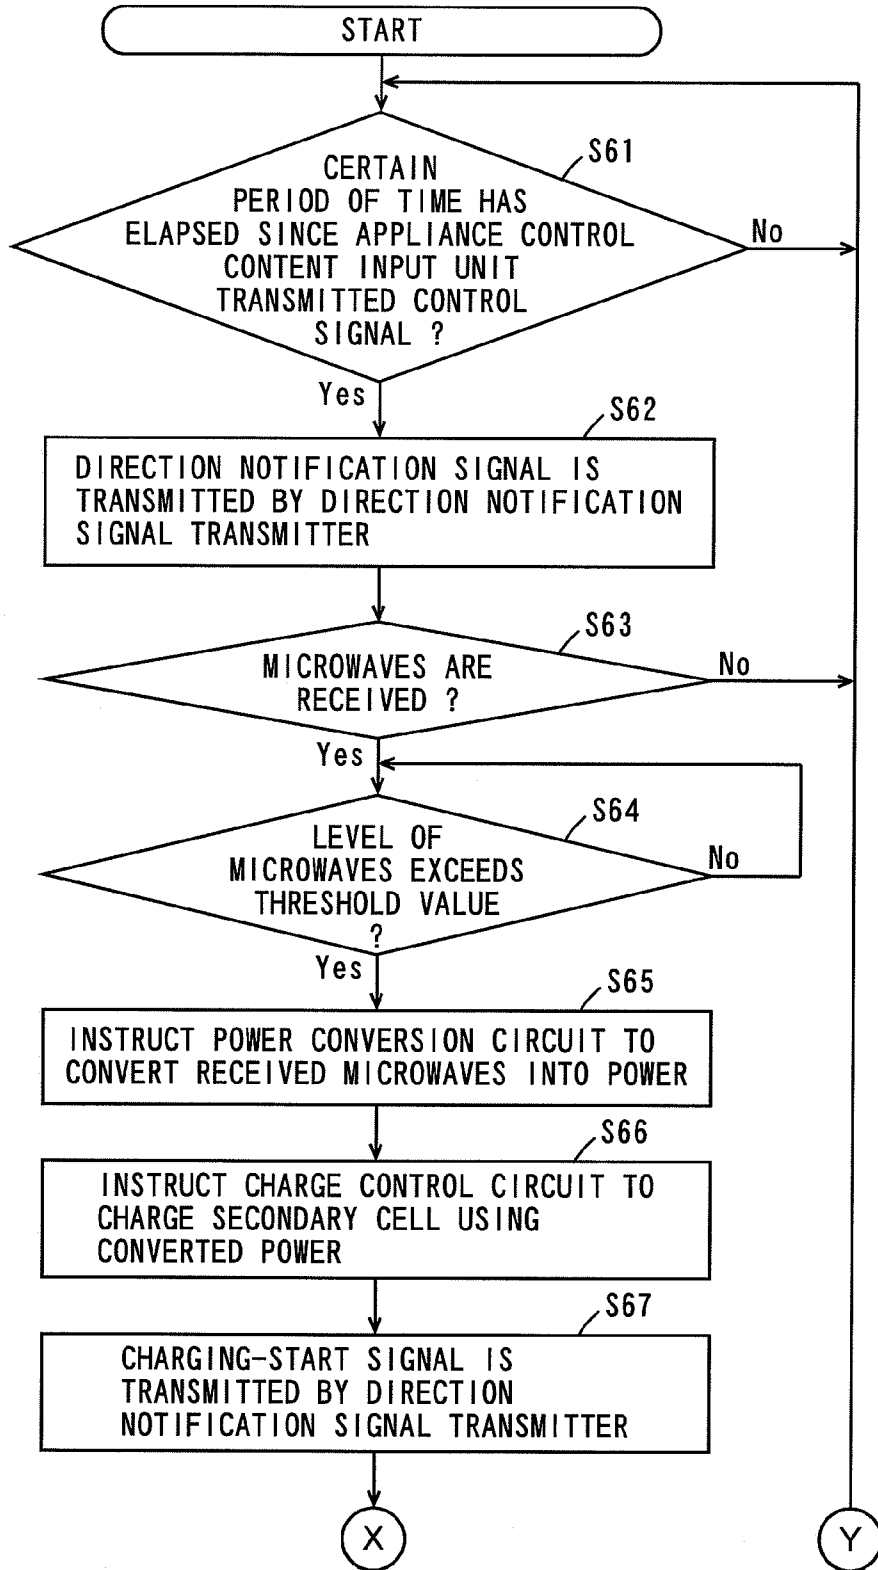 START
S61
CERTAIN
PERIOD OF TIME HAS
ELAPSED SINCE APPLIANCE CONTROL
CONTENT INPUT UNIT
TRANSMITTED CONTROL
SIGNAL ?
No
Yes
S62
DIRECTION NOTIFICATION SIGNAL IS
TRANSMITTED BY DIRECTION NOTIFICATION
SIGNAL TRANSMITTER
S63
MICROWAVES ARE
RECEIVED ?
No
Yes
S64
LEVEL OF
MICROWAVES EXCEEDS
THRESHOLD VALUE
?
No
Yes
S65
INSTRUCT POWER CONVERSION CIRCUIT TO
CONVERT RECEIVED MICROWAVES INTO POWER
S66
INSTRUCT CHARGE CONTROL CIRCUIT TO
CHARGE SECONDARY CELL USING
CONVERTED POWER
S67
CHARGING-START SIGNAL IS
TRANSMITTED BY DIRECTION
NOTIFICATION SIGNAL TRANSMITTER
X
Y